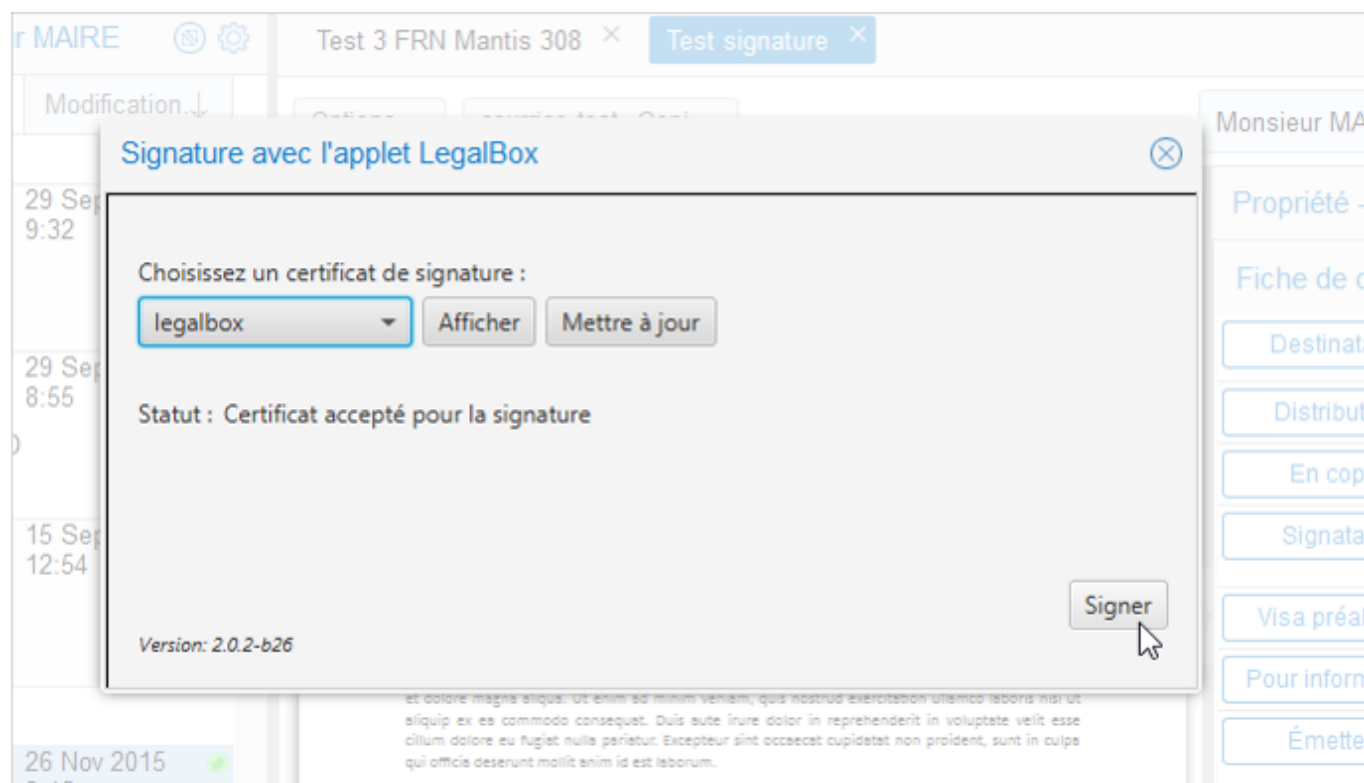 r MAIRE
Test 3 FRN Mantis 308
Test signature
Modification
Monsieur MA
Signature avec l'applet LegalBox
29 Sep
9:32
Propriété -
Choisissez un certificat de signature :
Fiche de
legalbox
Afficher
Mettre à jour
Destinata
29 Sep
8:55
Statut : Certificat accepté pour la signature
Distribut
En cop
15 Sep
12:54
Signata
Signer
Visa préal
Version: 2.0.2-b26
Pour inform
et dolore magna aliqua. Ut enim ad minim veniam, quis nostrud exercitation ullamco laboris nisi ut
aliquip ex ea commodo consequat. Duis aute irure dolor in reprehenderit in voluptate velit esse
cillum dolore eu fugiat nulla pariatur. Excepteur sint occaecat cupidatat non proident, sunt in culpa
qui officia deserunt mollit anim id est laborum.
Émette
26 Nov 2015